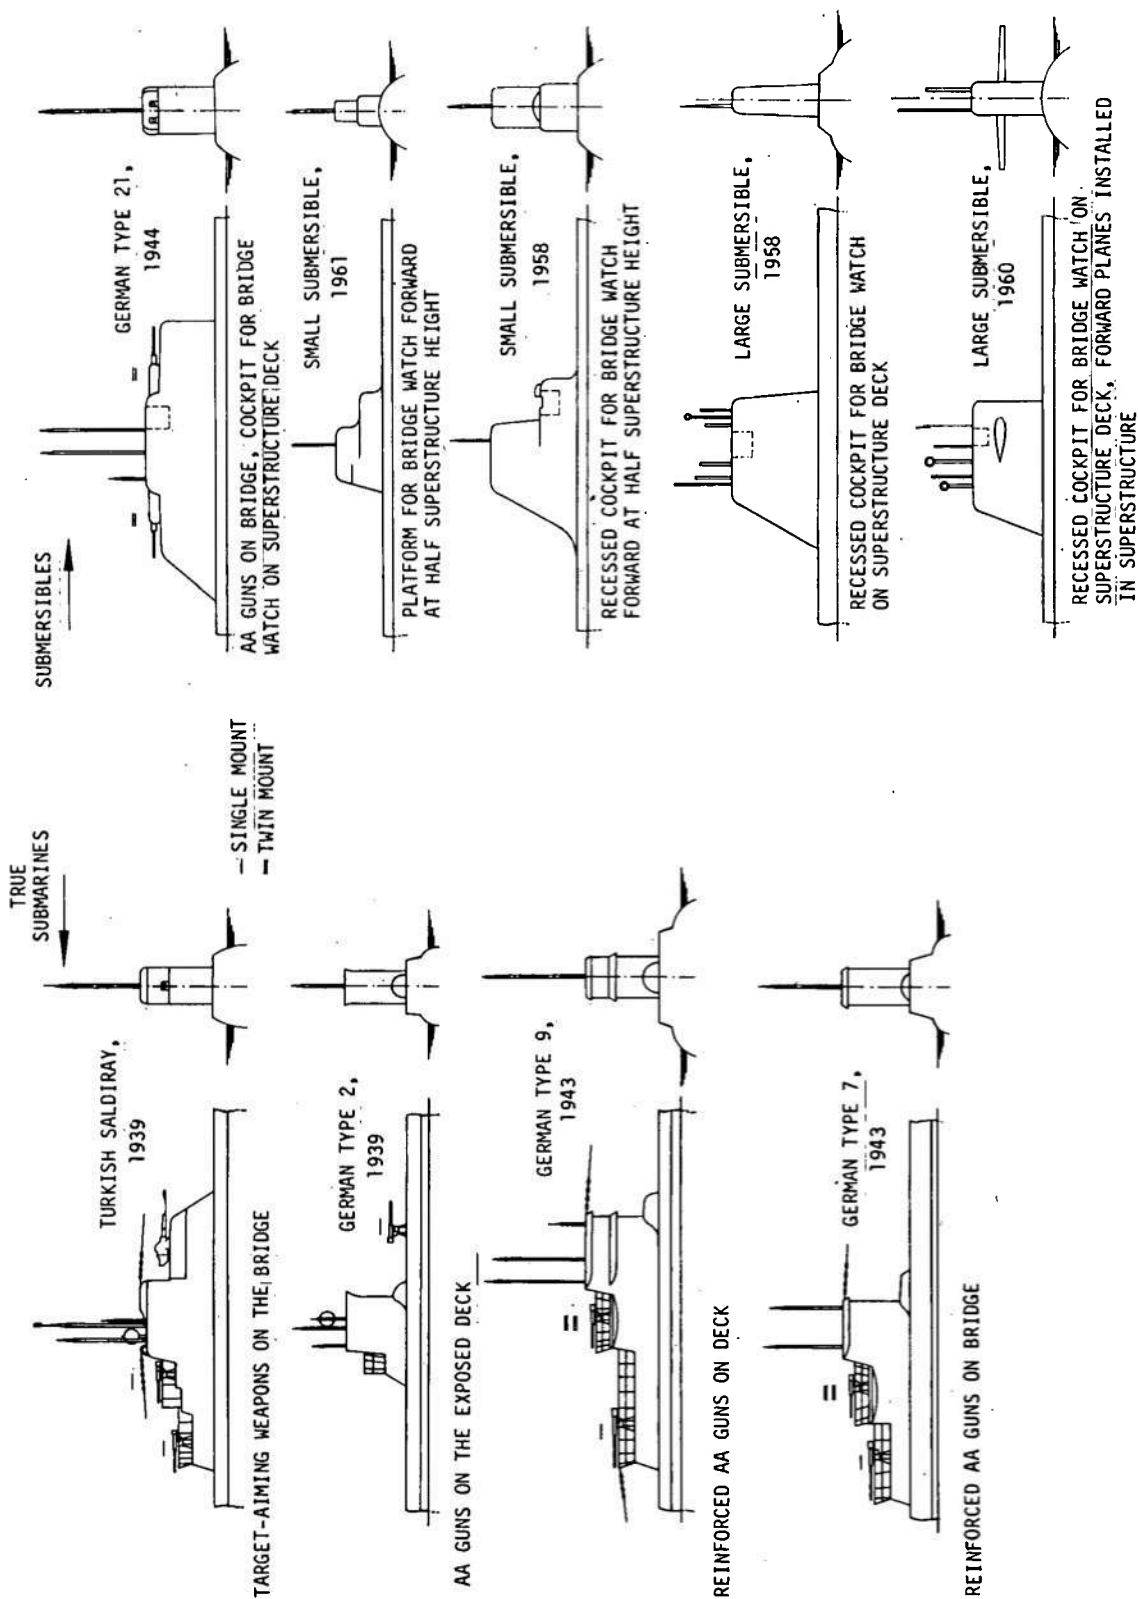 TRUE
SUBMARINES
— SINGLE MOUNT
━ TWIN MOUNT
TURKISH SALDIRAY,
1939
TARGET-AIMING WEAPONS ON THE BRIDGE
GERMAN TYPE 2,
1939
AA GUNS ON THE EXPOSED DECK
GERMAN TYPE 9,
1943
REINFORCED AA GUNS ON DECK
GERMAN TYPE 7,
1943
REINFORCED AA GUNS ON BRIDGE
SUBMERSIBLES
GERMAN TYPE 21,
1944
AA GUNS ON BRIDGE, COCKPIT FOR BRIDGE
WATCH ON SUPERSTRUCTURE DECK
SMALL SUBMERSIBLE,
1961
PLATFORM FOR BRIDGE WATCH FORWARD
AT HALF SUPERSTRUCTURE HEIGHT
SMALL SUBMERSIBLE,
1958
RECESSED COCKPIT FOR BRIDGE WATCH
FORWARD AT HALF SUPERSTRUCTURE HEIGHT
LARGE SUBMERSIBLE,
1958
RECESSED COCKPIT FOR BRIDGE WATCH
ON SUPERSTRUCTURE DECK
LARGE SUBMERSIBLE,
1960
RECESSED COCKPIT FOR BRIDGE WATCH ON
SUPERSTRUCTURE DECK, FORWARD PLANES INSTALLED
IN SUPERSTRUCTURE